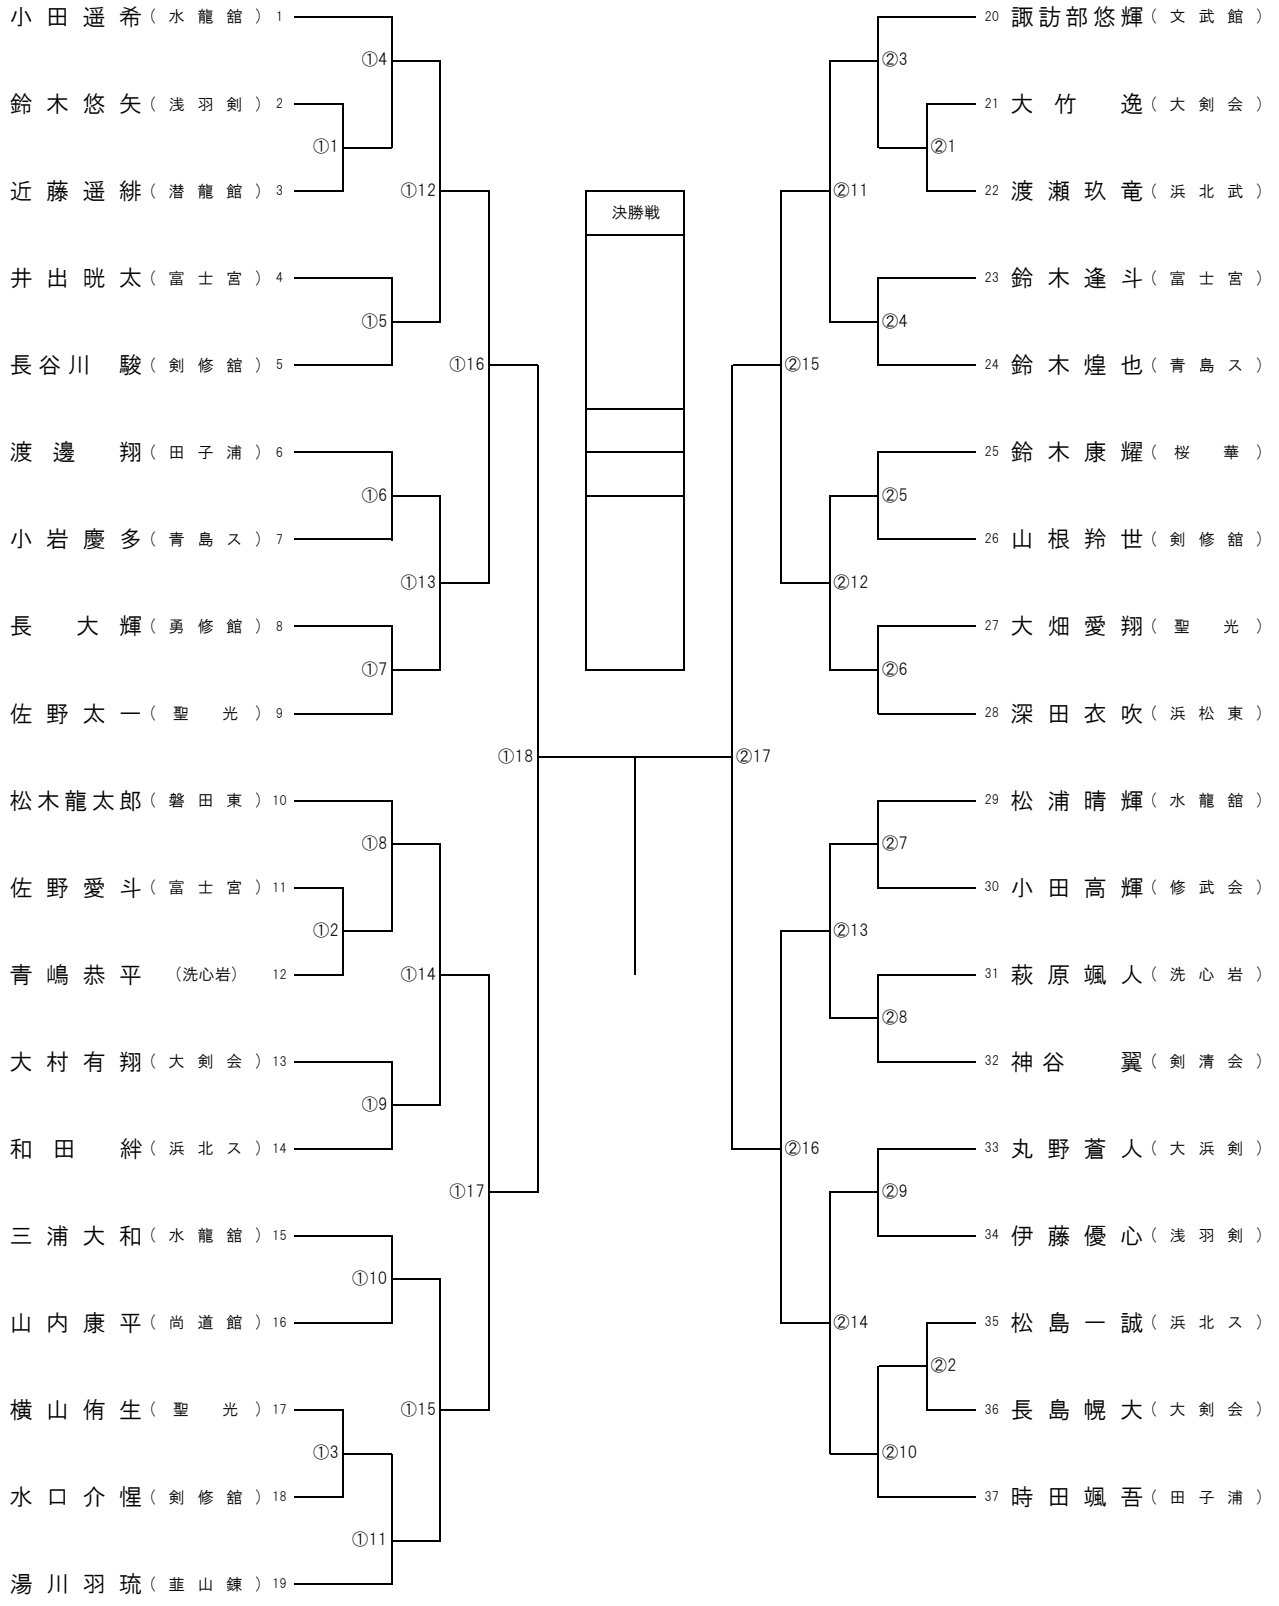 小田遥希（水龍舘） 1
①4
鈴木悠矢（浅羽剣） 2
①1
近藤遥緋（潜龍館） 3
①12
井出晄太（富士宮） 4
①5
長谷川　駿（剣修舘） 5
①16
渡邉　翔（田子浦） 6
①6
小岩慶多（青島ス） 7
①13
長　大輝（勇修館） 8
①7
佐野太一（聖　光） 9
①18
松木龍太郎（磐田東） 10
①8
佐野愛斗（富士宮） 11
①2
青嶋恭平　（洗心岩） 12
①14
大村有翔（大剣会） 13
①9
和田　絆（浜北ス） 14
①17
三浦大和（水龍舘） 15
①10
山内康平（尚道館） 16
横山侑生（聖　光） 17
①15
①3
水口介惺（剣修舘） 18
①11
湯川羽琉（韮山錬） 19
決勝戦
20 諏訪部悠輝（文武館）
②3
21 大竹　逸（大剣会）
②1
22 渡瀬玖竜（浜北武）
②11
23 鈴木逢斗（富士宮）
②4
24 鈴木煌也（青島ス）
②15
25 鈴木康耀（桜　華）
②5
26 山根羚世（剣修舘）
②12
27 大畑愛翔（聖　光）
②6
28 深田衣吹（浜松東）
②17
29 松浦晴輝（水龍舘）
②7
30 小田高輝（修武会）
②13
31 萩原颯人（洗心岩）
②8
32 神谷　翼（剣清会）
②16
33 丸野蒼人（大浜剣）
②9
34 伊藤優心（浅羽剣）
②14
35 松島一誠（浜北ス）
②2
36 長島幌大（大剣会）
②10
37 時田颯吾（田子浦）